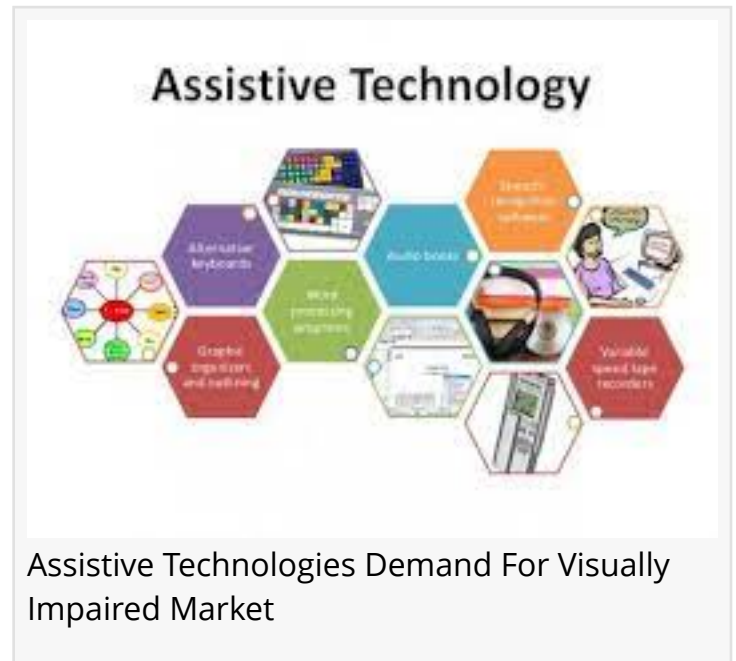 Assistive Technology
Speech
recognition
software
Alternative
keyboards
Audio books
Word
processing
programs
Graphic
organizers
and outlining
Variable
speed tape
recorders
Assistive Technologies Demand For Visually
Impaired Market